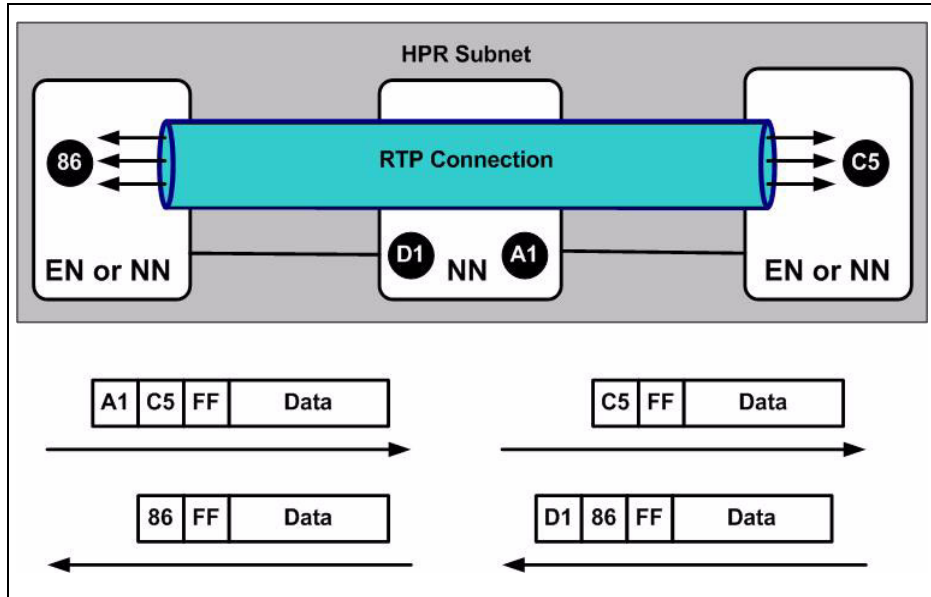 HPR Subnet
86
RTP Connection
C5
D1
A1
EN or NN
NN
EN or NN
A1 C5 FF Data
C5 FF Data
86 FF Data
D1 86 FF Data